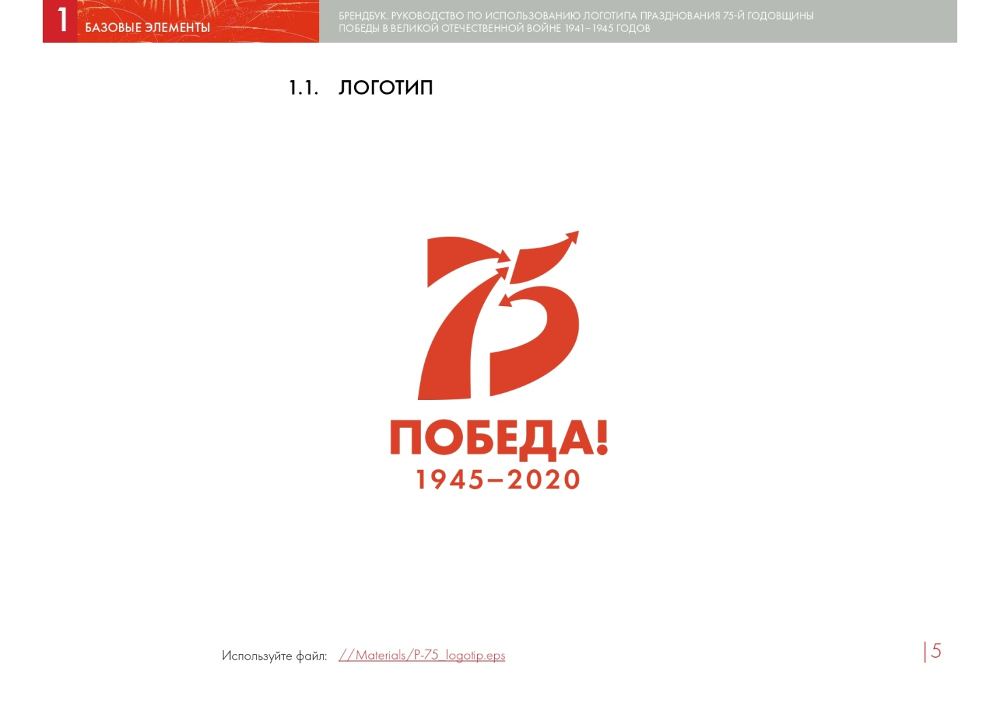 1
БАЗОВЫЕ ЭЛЕМЕНТЫ
БРЕНДБУК. РУКОВОДСТВО ПО ИСПОЛЬЗОВАНИЮ ЛОГОТИПА ПРАЗДНОВАНИЯ 75-Й ГОДОВЩИНЫ
ПОБЕДЫ В ВЕЛИКОЙ ОТЕЧЕСТВЕННОЙ ВОЙНЕ 1941–1945 ГОДОВ
1.1. ЛОГОТИП
75
ПОБЕДА!
1945–2020
Используйте файл: //Materials/P-75_logotip.eps
|5